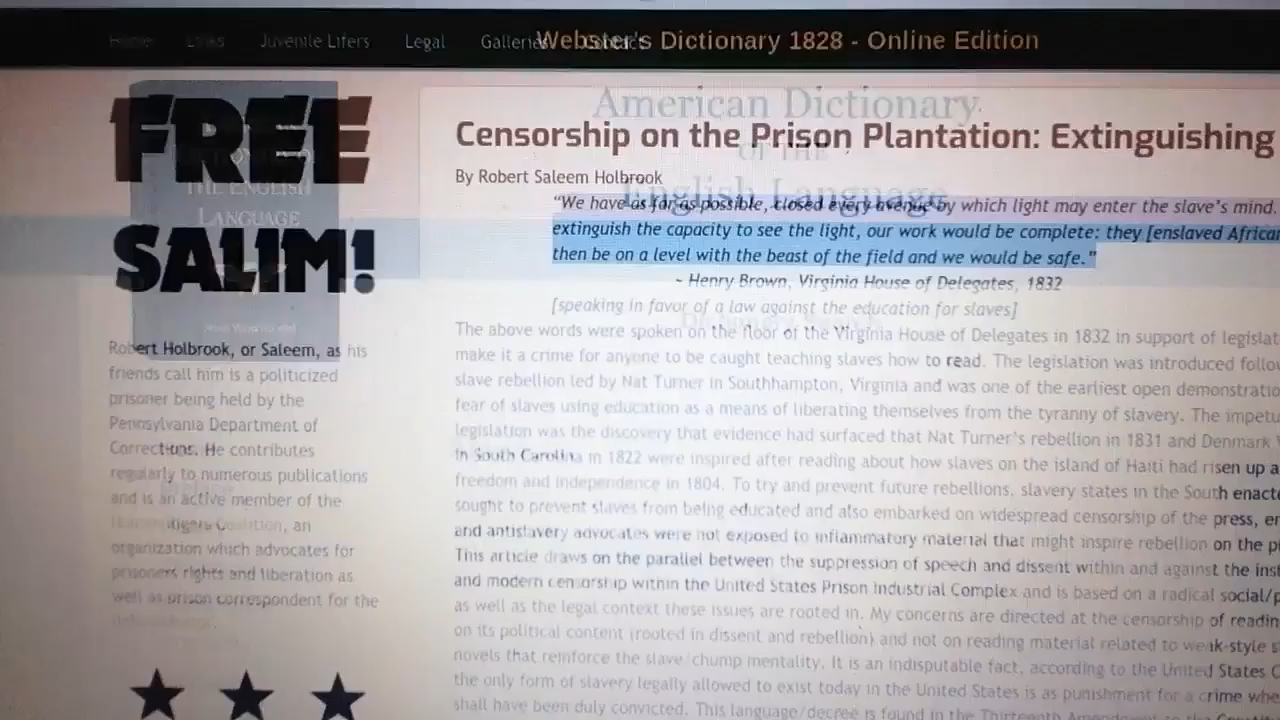 Home Links Juvenile Lifers Legal Galleries Webster's Dictionary 1828 - Online Edition
American Dictionary
OF THE
English Language
FREE
SALIM!
THE ENGLISH
LANGUAGE
Robert Holbrook, or Saleem, as his
friends call him is a politicized
prisoner being held by the
Pennsylvania Department of
Corrections. He contributes
regularly to numerous publications
and is an active member of the
Human Rights Coalition, an
organization which advocates for
prisoners rights and liberation as
well as prison correspondent for the
Censorship on the Prison Plantation: Extinguishing
By Robert Saleem Holbrook
“We have as far as possible, closed every avenue by which light may enter the slave’s mind.
extinguish the capacity to see the light, our work would be complete; they [enslaved African
then be on a level with the beast of the field and we would be safe.”
~ Henry Brown, Virginia House of Delegates, 1832
[speaking in favor of a law against the education for slaves]
The above words were spoken on the floor of the Virginia House of Delegates in 1832 in support of legislat
make it a crime for anyone to be caught teaching slaves how to read. The legislation was introduced follow
slave rebellion led by Nat Turner in Southhampton, Virginia and was one of the earliest open demonstratio
fear of slaves using education as a means of liberating themselves from the tyranny of slavery. The impetu
legislation was the discovery that evidence had surfaced that Nat Turner’s rebellion in 1831 and Denmark V
in South Carolina in 1822 were inspired after reading about how slaves on the island of Haiti had risen up a
freedom and independence in 1804. To try and prevent future rebellions, slavery states in the South enacte
sought to prevent slaves from being educated and also embarked on widespread censorship of the press, en
and antislavery advocates were not exposed to inflammatory material that might inspire rebellion on the pl
This article draws on the parallel between the suppression of speech and dissent within and against the inst
and modern censorship within the United States Prison Industrial Complex and is based on a radical social/p
as well as the legal context these issues are rooted in. My concerns are directed at the censorship of readin
on its political content (rooted in dissent and rebellion) and not on reading material related to weak-style s
novels that reinforce the slave/chump mentality. It is an indisputable fact, according to the United States C
the only form of slavery legally allowed to exist today in the United States is as punishment for a crime whe
shall have been duly convicted. This language/decree is found in the Thirteenth Amendment to